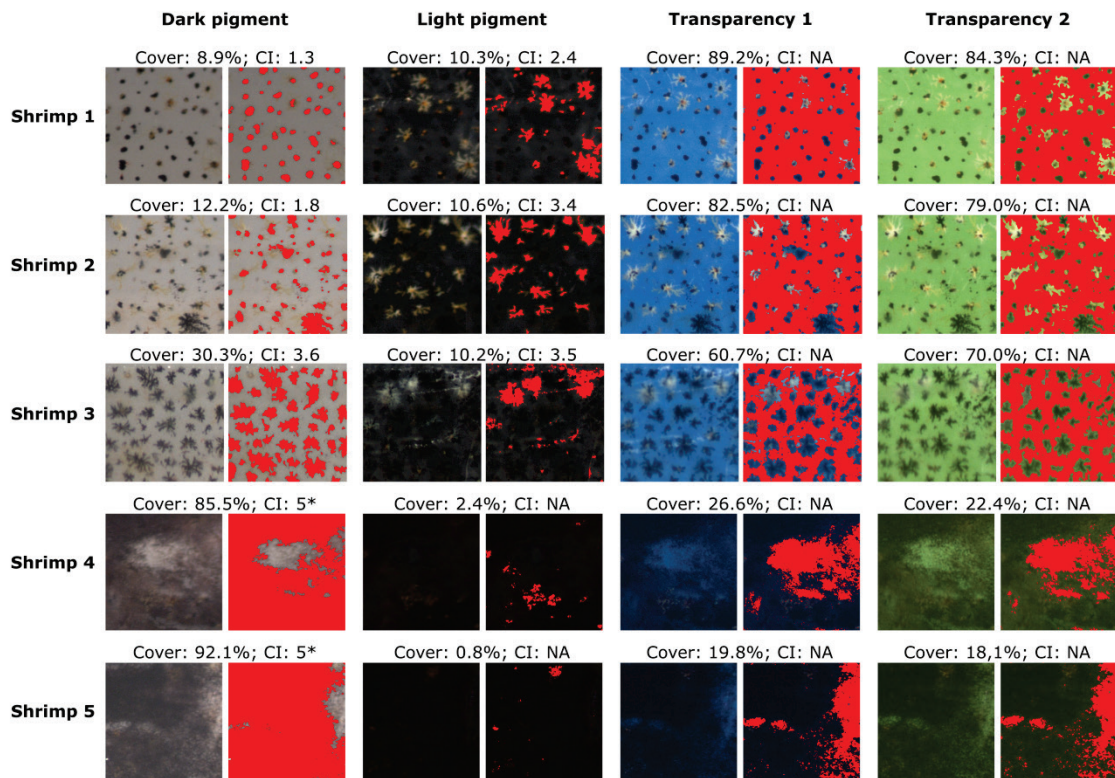 Dark pigment Light pigment Transparency 1 Transparency 2
Cover: 8.9%; CI: 1.3 Cover: 10.3%; CI: 2.4 Cover: 89.2%; CI: NA Cover: 84.3%; CI: NA
Shrimp 1
Cover: 12.2%; CI: 1.8 Cover: 10.6%; CI: 3.4 Cover: 82.5%; CI: NA Cover: 79.0%; CI: NA
Shrimp 2
Cover: 30.3%; CI: 3.6 Cover: 10.2%; CI: 3.5 Cover: 60.7%; CI: NA Cover: 70.0%; CI: NA
Shrimp 3
Cover: 85.5%; CI: 5* Cover: 2.4%; CI: NA Cover: 26.6%; CI: NA Cover: 22.4%; CI: NA
Shrimp 4
Cover: 92.1%; CI: 5* Cover: 0.8%; CI: NA Cover: 19.8%; CI: NA Cover: 18,1%; CI: NA
Shrimp 5